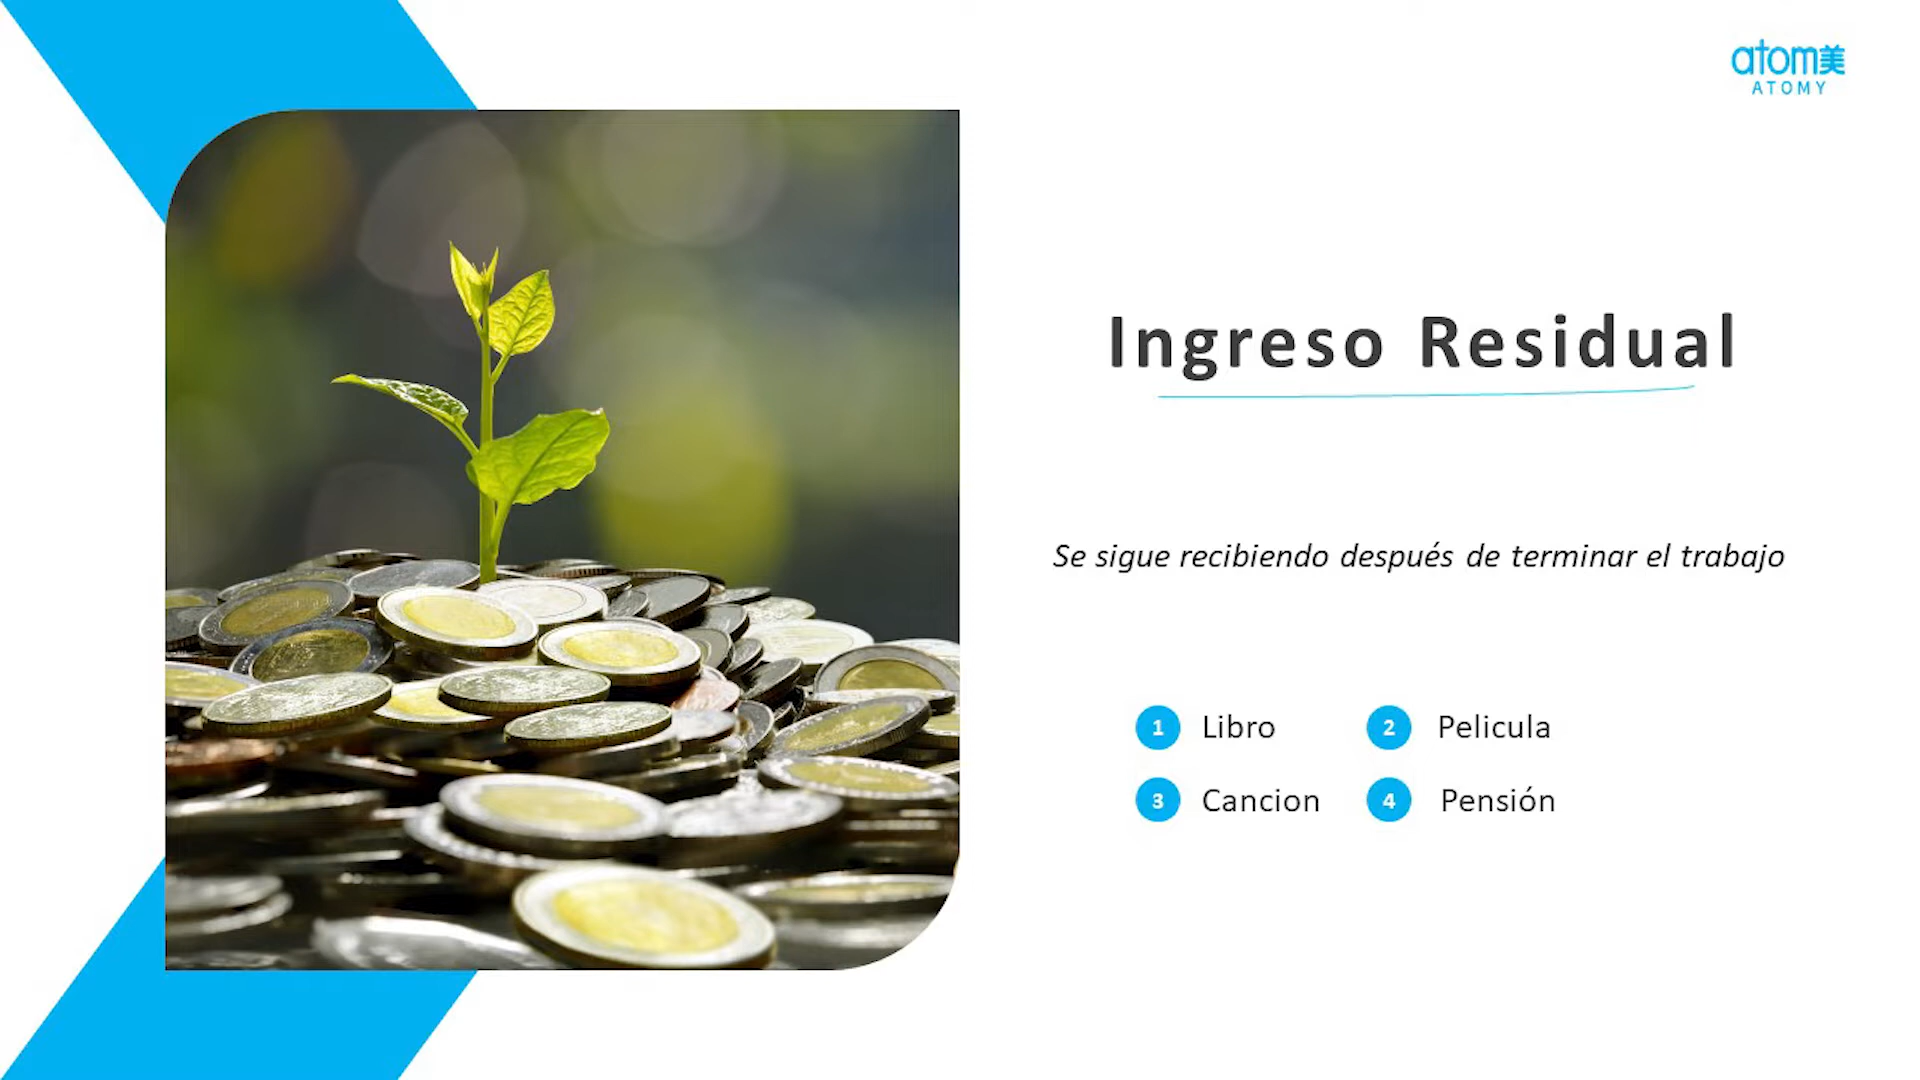 atom美
ATOMY
Ingreso Residual
Se sigue recibiendo después de terminar el trabajo
1 Libro
2 Pelicula
3 Cancion
4 Pensión